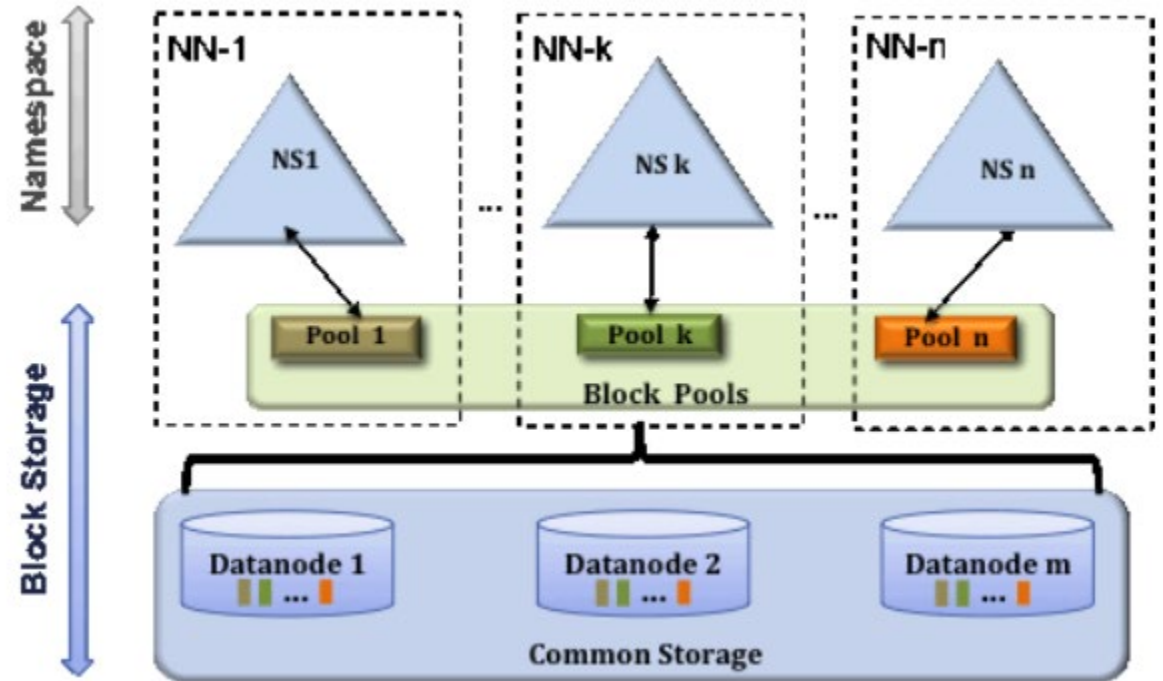 Namespace
NN-1
NN-k
NN-n
NS1
NS k
NS n
...
...
Block Storage
Pool 1
Pool k
Pool n
Block Pools
Datanode 1
Datanode 2
Datanode m
...
...
...
Common Storage